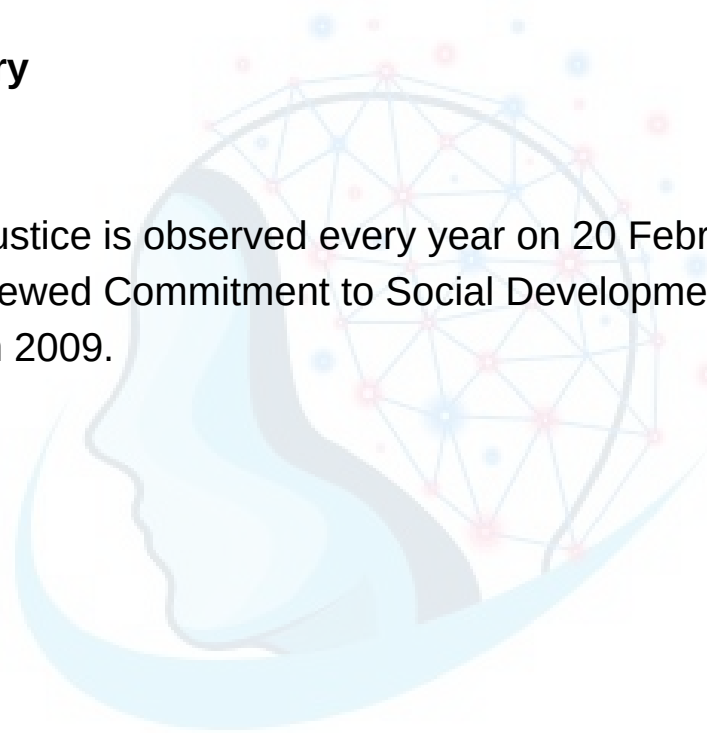 ry
ustice is observed every year on 20 Febr
ewed Commitment to Social Developme
2009.